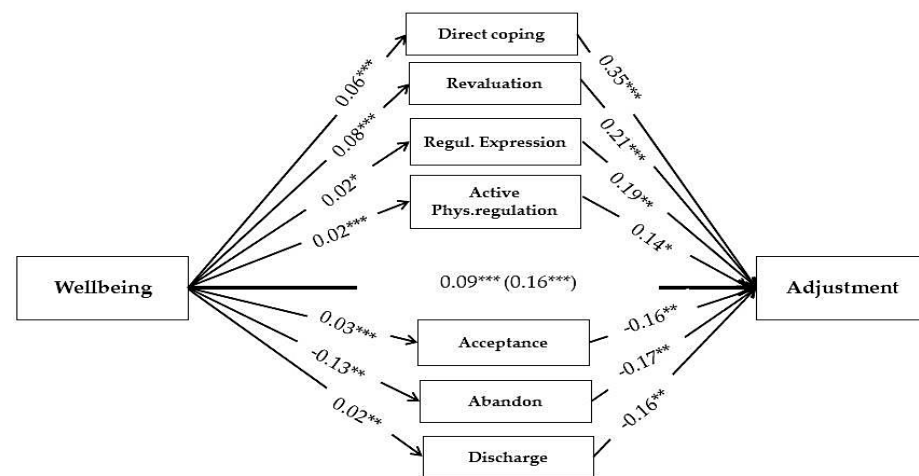 Direct coping
0.06***
0.35***
Revaluation
0.08***
0.21***
Regul. Expression
0.02*
0.19**
Active
Phys.regulation
0.02***
0.14*
Wellbeing
0.09*** (0.16***)
Adjustment
0.03***
Acceptance
-0.16**
-0.13**
Abandon
-0.17**
0.02**
Discharge
-0.16**